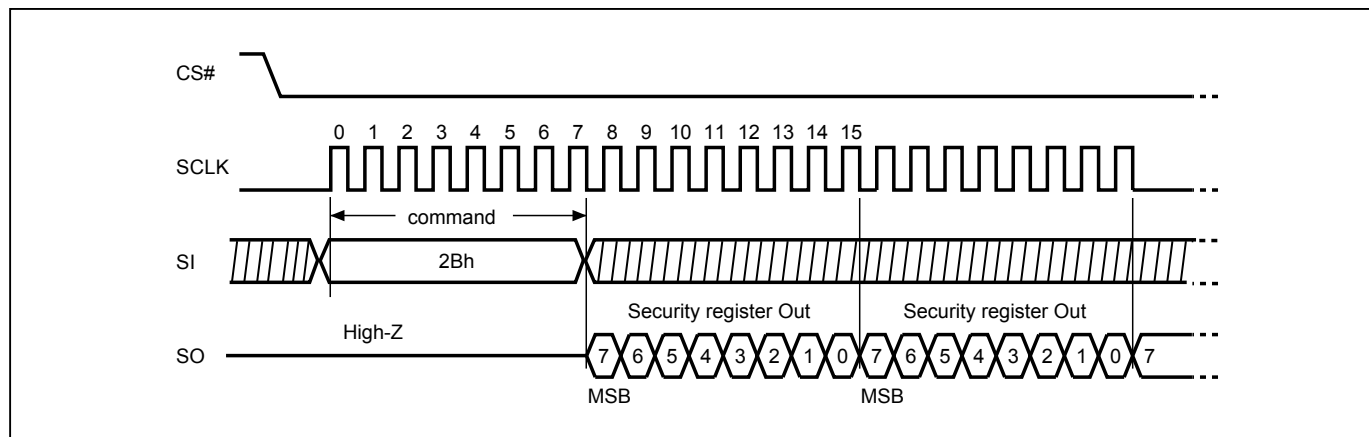 CS#
0 1 2 3 4 5 6 7 8 9 10 11 12 13 14 15
SCLK
command
SI
2Bh
Security register Out Security register Out
High-Z
SO
7 6 5 4 3 2 1 0 7 6 5 4 3 2 1 0 7
MSB MSB